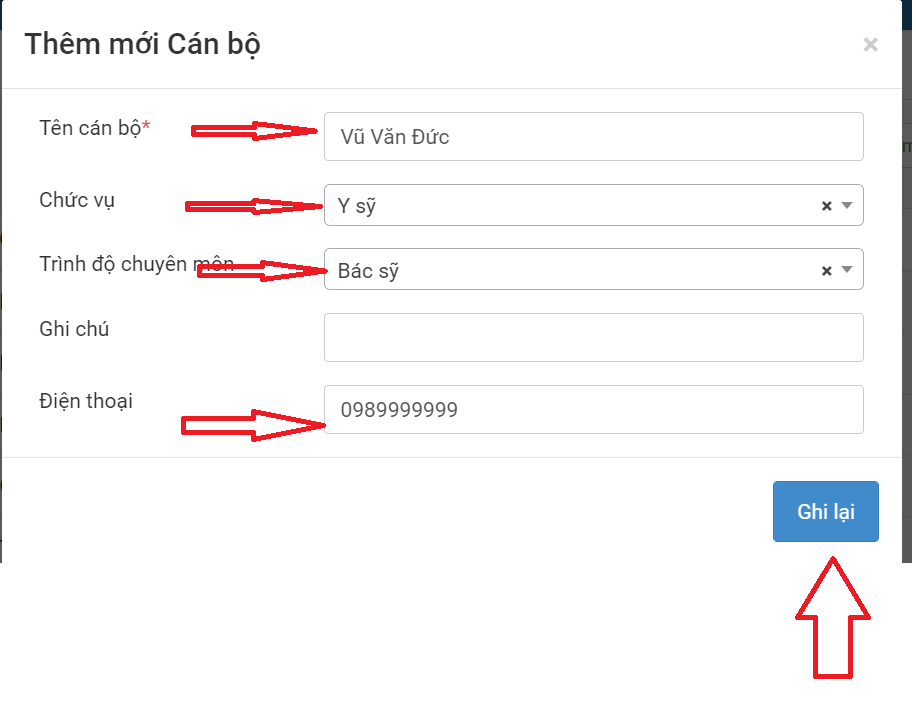 Thêm mới Cán bộ ×
Tên cán bộ* Vũ Văn Đức
Chức vụ Y sỹ ×
Trình độ chuyên môn Bác sỹ ×
Ghi chú
Điện thoại 0989999999
Ghi lại